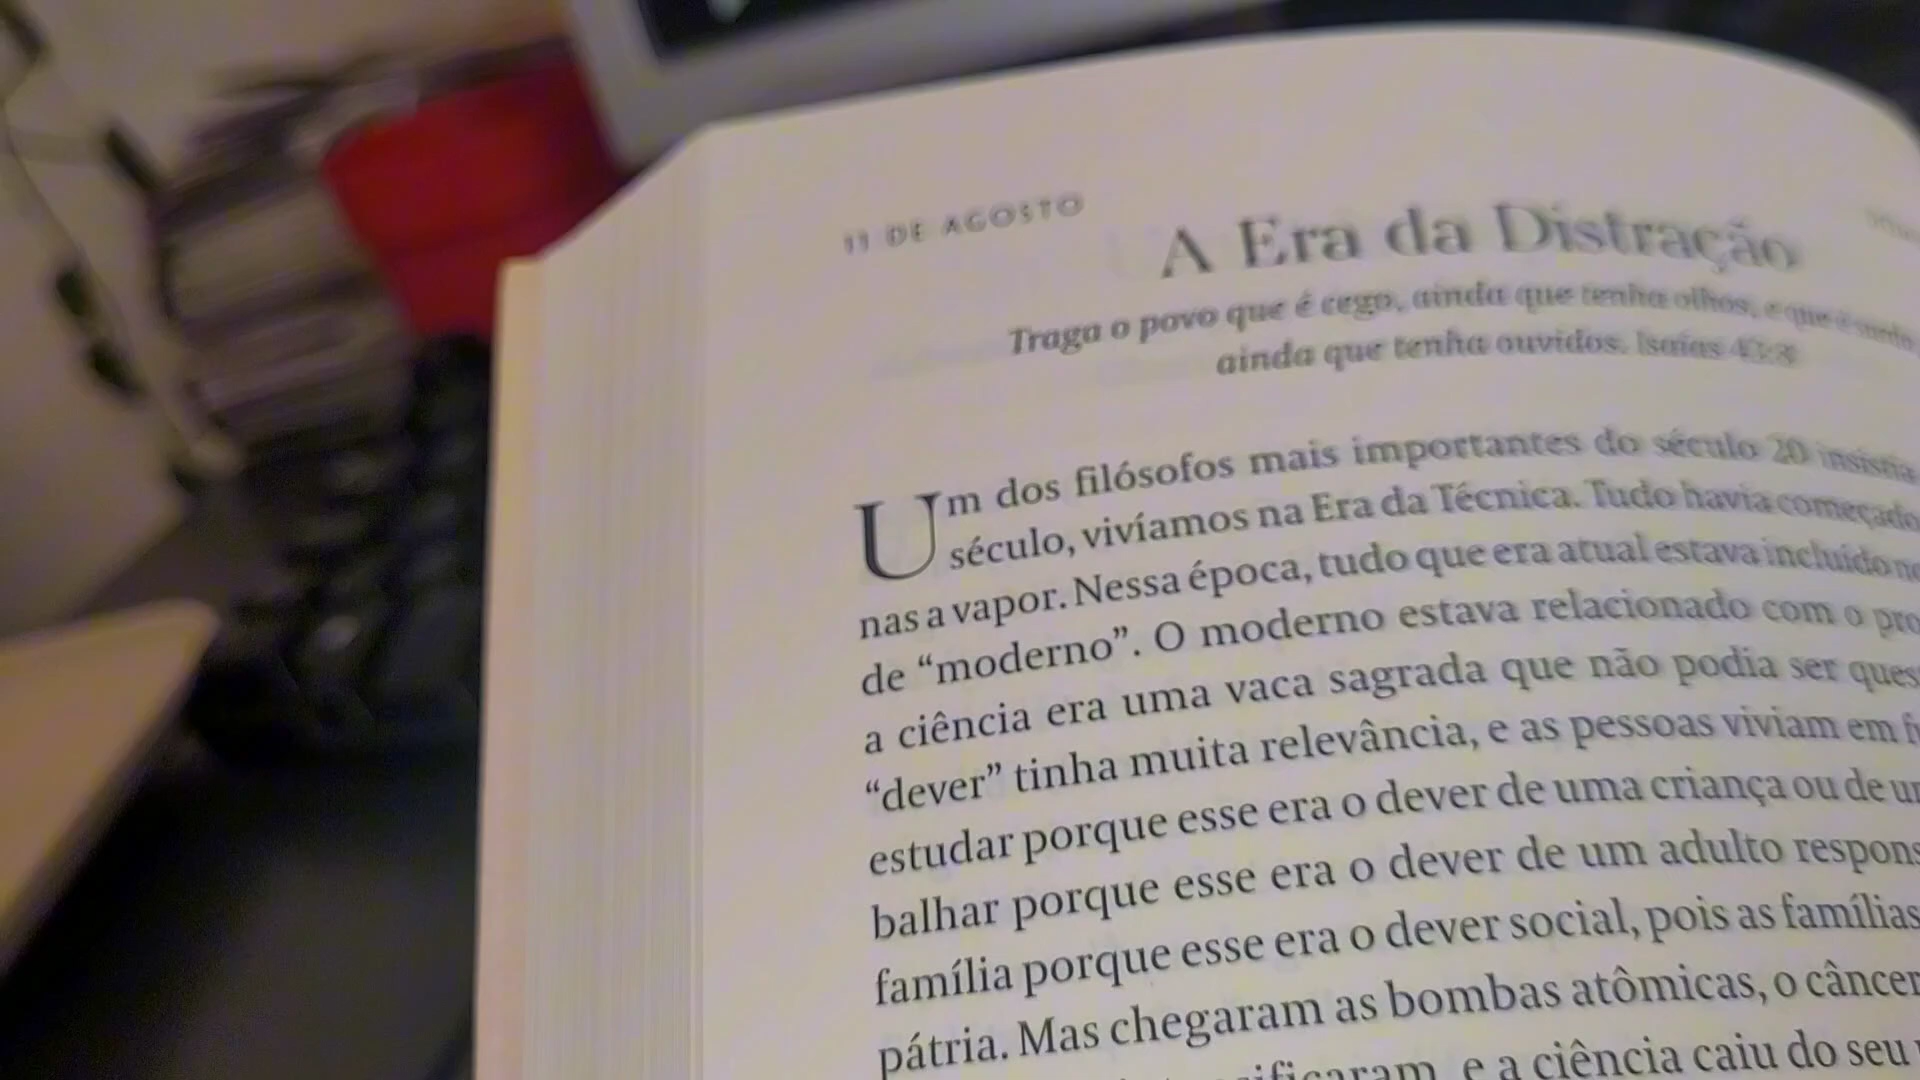 11 DE AGOSTO
A Era da Distração
Traga o povo que é cego, ainda que tenha olhos, e que é surdo,
ainda que tenha ouvidos. Isaías 43:8
Um dos filósofos mais importantes do século 20 insistia
século, vivíamos na Era da Técnica. Tudo havia começado
nas a vapor. Nessa época, tudo que era atual estava incluído
de “moderno”. O moderno estava relacionado com o pro
a ciência era uma vaca sagrada que não podia ser ques
“dever” tinha muita relevância, e as pessoas viviam em
estudar porque esse era o dever de uma criança ou de
balhar porque esse era o dever de um adulto respons
família porque esse era o dever social, pois as famílias
pátria. Mas chegaram as bombas atômicas, o câncer
e a ciência caiu do seu